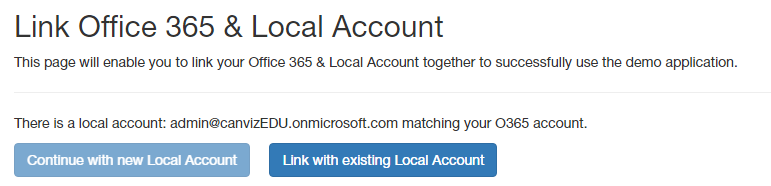 Link Office 365 & Local Account
This page will enable you to link your Office 365 & Local Account together to successfully use the demo application.
There is a local account: admin@canvizEDU.onmicrosoft.com matching your O365 account.
Continue with new Local Account
Link with existing Local Account